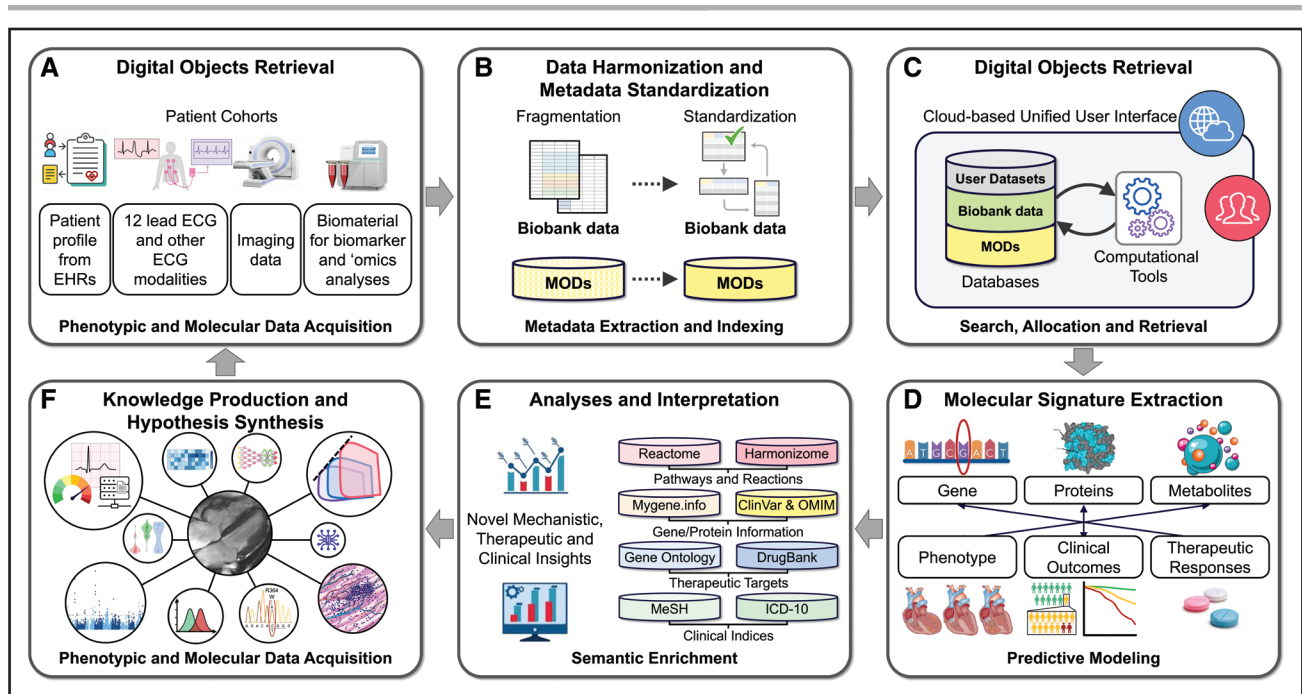 A
Digital Objects Retrieval
Patient Cohorts
Patient
profile
from
EHRs
12 lead ECG
and other
ECG
modalities
Imaging
data
Biomaterial
for biomarker
and 'omics
analyses
Phenotypic and Molecular Data Acquisition
B
Data Harmonization and
Metadata Standardization
Fragmentation
Standardization
Biobank data
Biobank data
MODs
MODs
Metadata Extraction and Indexing
C
Digital Objects Retrieval
Cloud-based Unified User Interface
User Datasets
Biobank data
MODs
Databases
Computational
Tools
Search, Allocation and Retrieval
D
Molecular Signature Extraction
A T G C G A C T
Gene
Proteins
Metabolites
Phenotype
Clinical
Outcomes
Therapeutic
Responses
Predictive Modeling
E
Analyses and Interpretation
Novel Mechanistic,
Therapeutic and
Clinical Insights
Reactome
Harmonizome
Pathways and Reactions
Mygene.info
ClinVar & OMIM
Gene/Protein Information
Gene Ontology
DrugBank
Therapeutic Targets
MeSH
ICD-10
Clinical Indices
Semantic Enrichment
F
Knowledge Production and
Hypothesis Synthesis
R364
W
Phenotypic and Molecular Data Acquisition